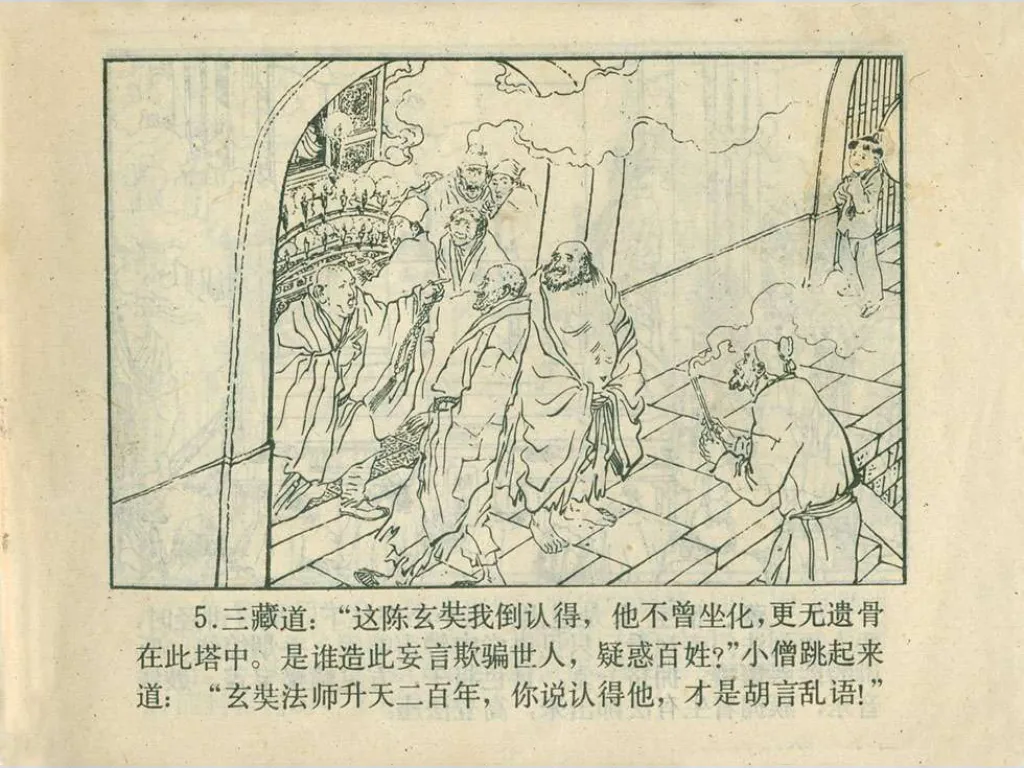 5.三藏道：“这陈玄奘我倒认得，他不曾坐化，更无遗骨
在此塔中。是谁造此妄言欺骗世人，疑惑百姓？”小僧跳起来
道：“玄奘法师升天二百年，你说认得他，才是胡言乱语！”